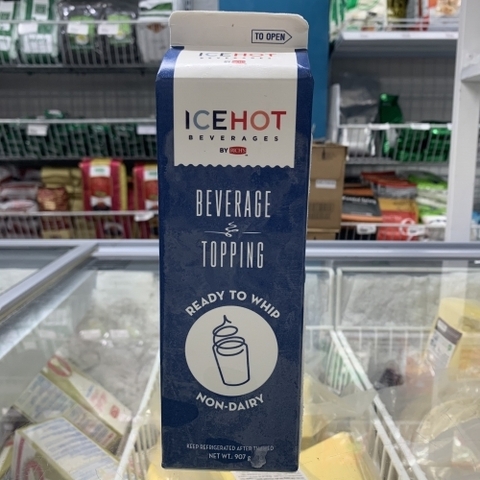 TO OPEN
ICEHOT
ICEHOT
BEVERAGES
BY RICH'S
BEVERAGE
TOPPING
READY TO WHIP
NON-DAIRY
KEEP REFRIGERATED AFTER THAWED
NET WT. 907 g